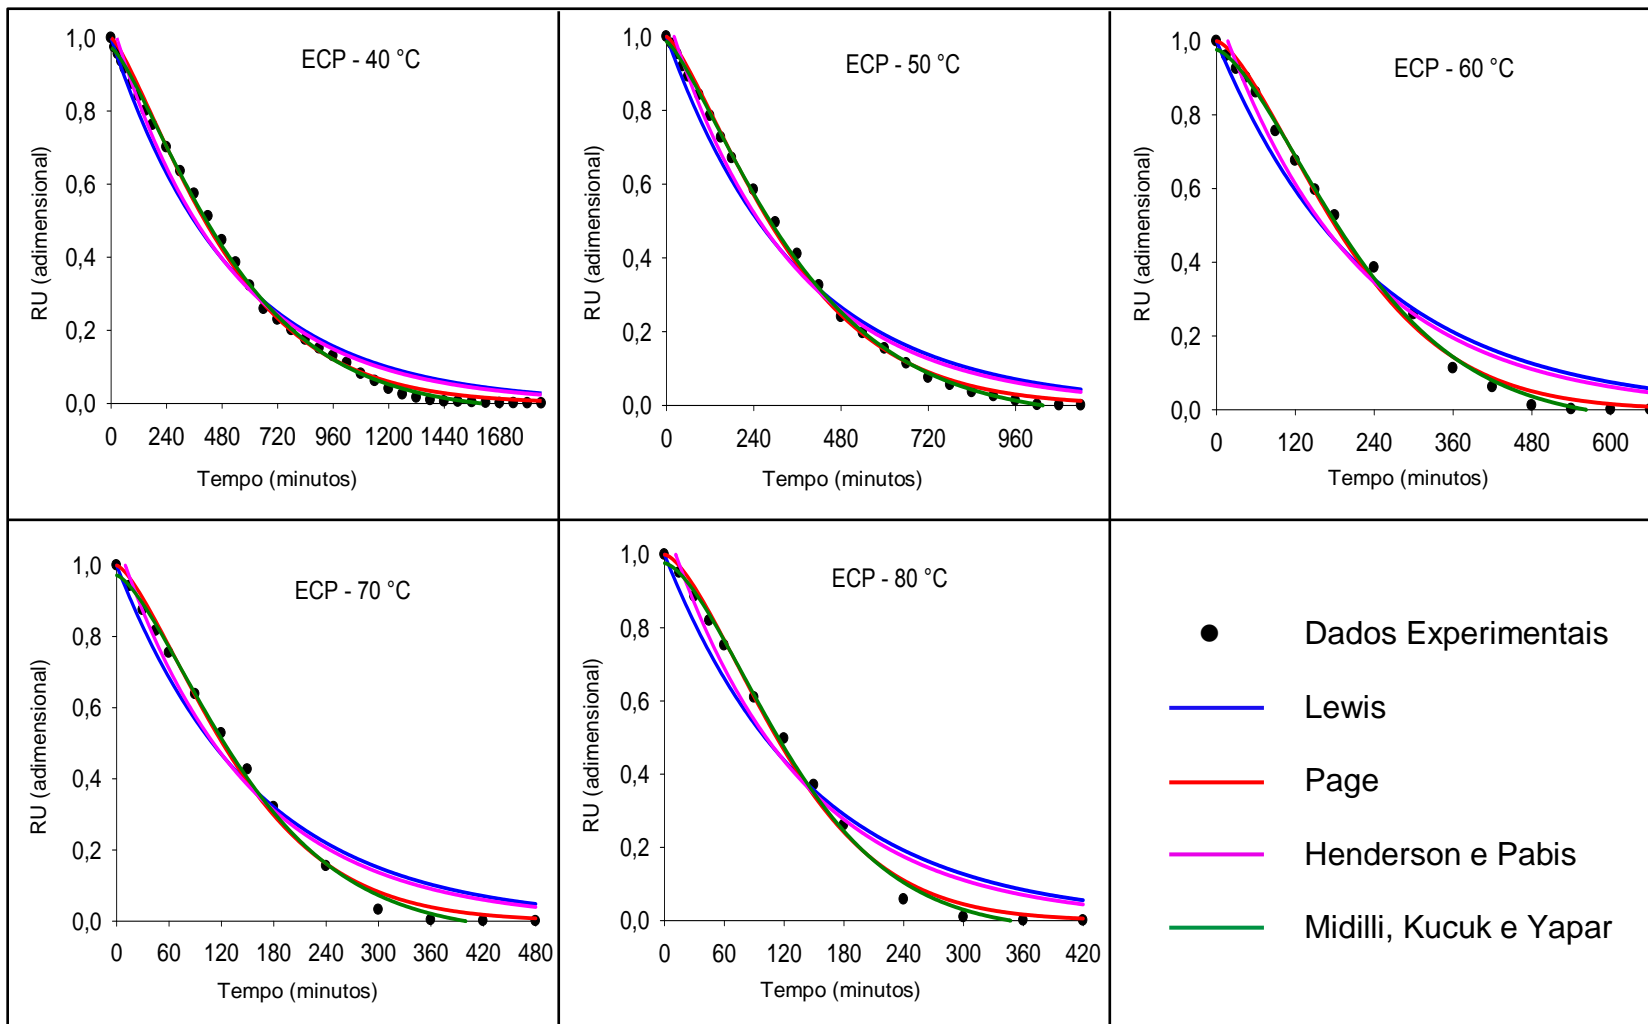 ECP - 40 °C
RU (adimensional)
1,0
0,8
0,6
0,4
0,2
0,0
0 240 480 720 960 1200 1440 1680
Tempo (minutos)
ECP - 50 °C
RU (adimensional)
1,0
0,8
0,6
0,4
0,2
0,0
0 240 480 720 960
Tempo (minutos)
ECP - 60 °C
RU (adimensional)
1,0
0,8
0,6
0,4
0,2
0,0
0 120 240 360 480 600
Tempo (minutos)
ECP - 70 °C
RU (adimensional)
1,0
0,8
0,6
0,4
0,2
0,0
0 60 120 180 240 300 360 420 480
Tempo (minutos)
ECP - 80 °C
RU (adimensional)
1,0
0,8
0,6
0,4
0,2
0,0
0 60 120 180 240 300 360 420
Tempo (minutos)
Dados Experimentais
Lewis
Page
Henderson e Pabis
Midilli, Kucuk e Yapar